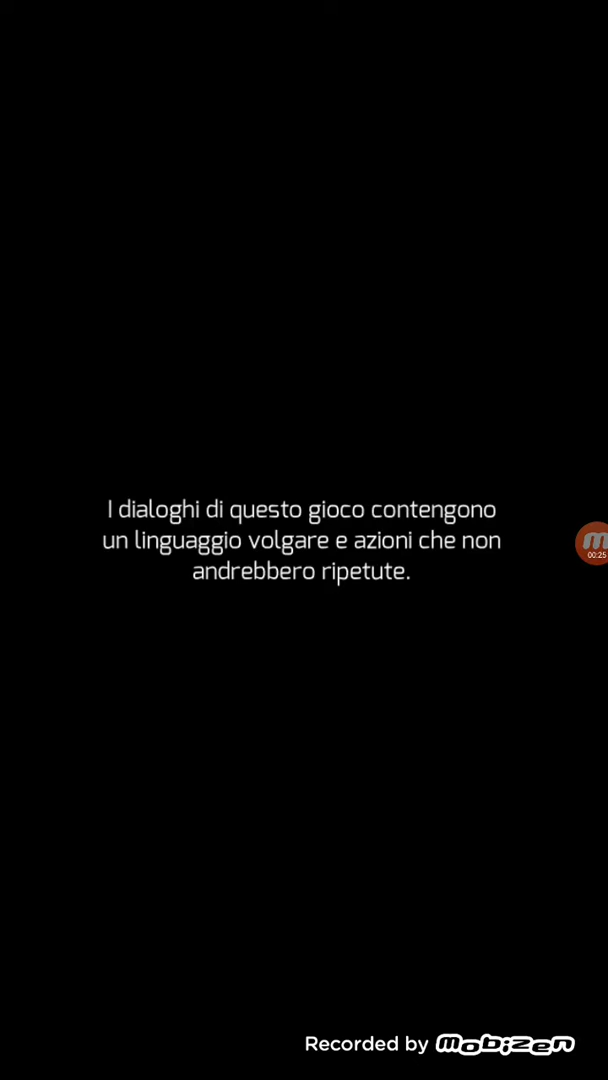 I dialoghi di questo gioco contengono
un linguaggio volgare e azioni che non
andrebbero ripetute.
00:25
Recorded by mobizen